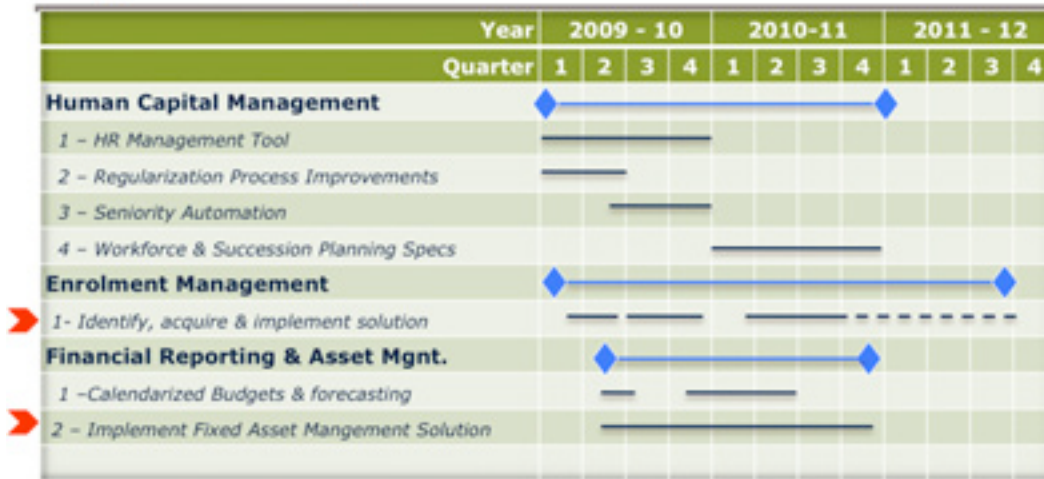 Year 2009 - 10 2010-11 2011 - 12
Quarter 1 2 3 4 1 2 3 4 1 2 3 4
Human Capital Management
1 – HR Management Tool
2 – Regularization Process Improvements
3 – Seniority Automation
4 – Workforce & Succession Planning Specs
Enrolment Management
1- Identify, acquire & implement solution
Financial Reporting & Asset Mgnt.
1 –Calendarized Budgets & forecasting
2 – Implement Fixed Asset Mangement Solution